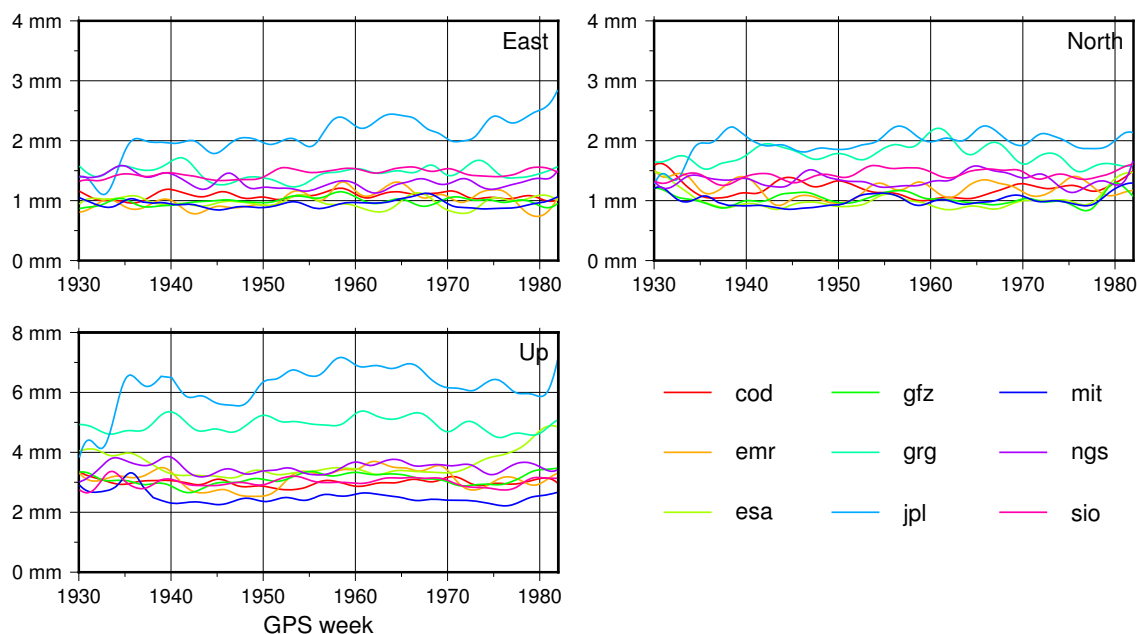 4 mm
3 mm
2 mm
1 mm
0 mm
East
1930 1940 1950 1960 1970 1980
4 mm
3 mm
2 mm
1 mm
0 mm
North
1930 1940 1950 1960 1970 1980
8 mm
6 mm
4 mm
2 mm
0 mm
Up
1930 1940 1950 1960 1970 1980
GPS week
cod gfz mit
emr grg ngs
esa jpl sio